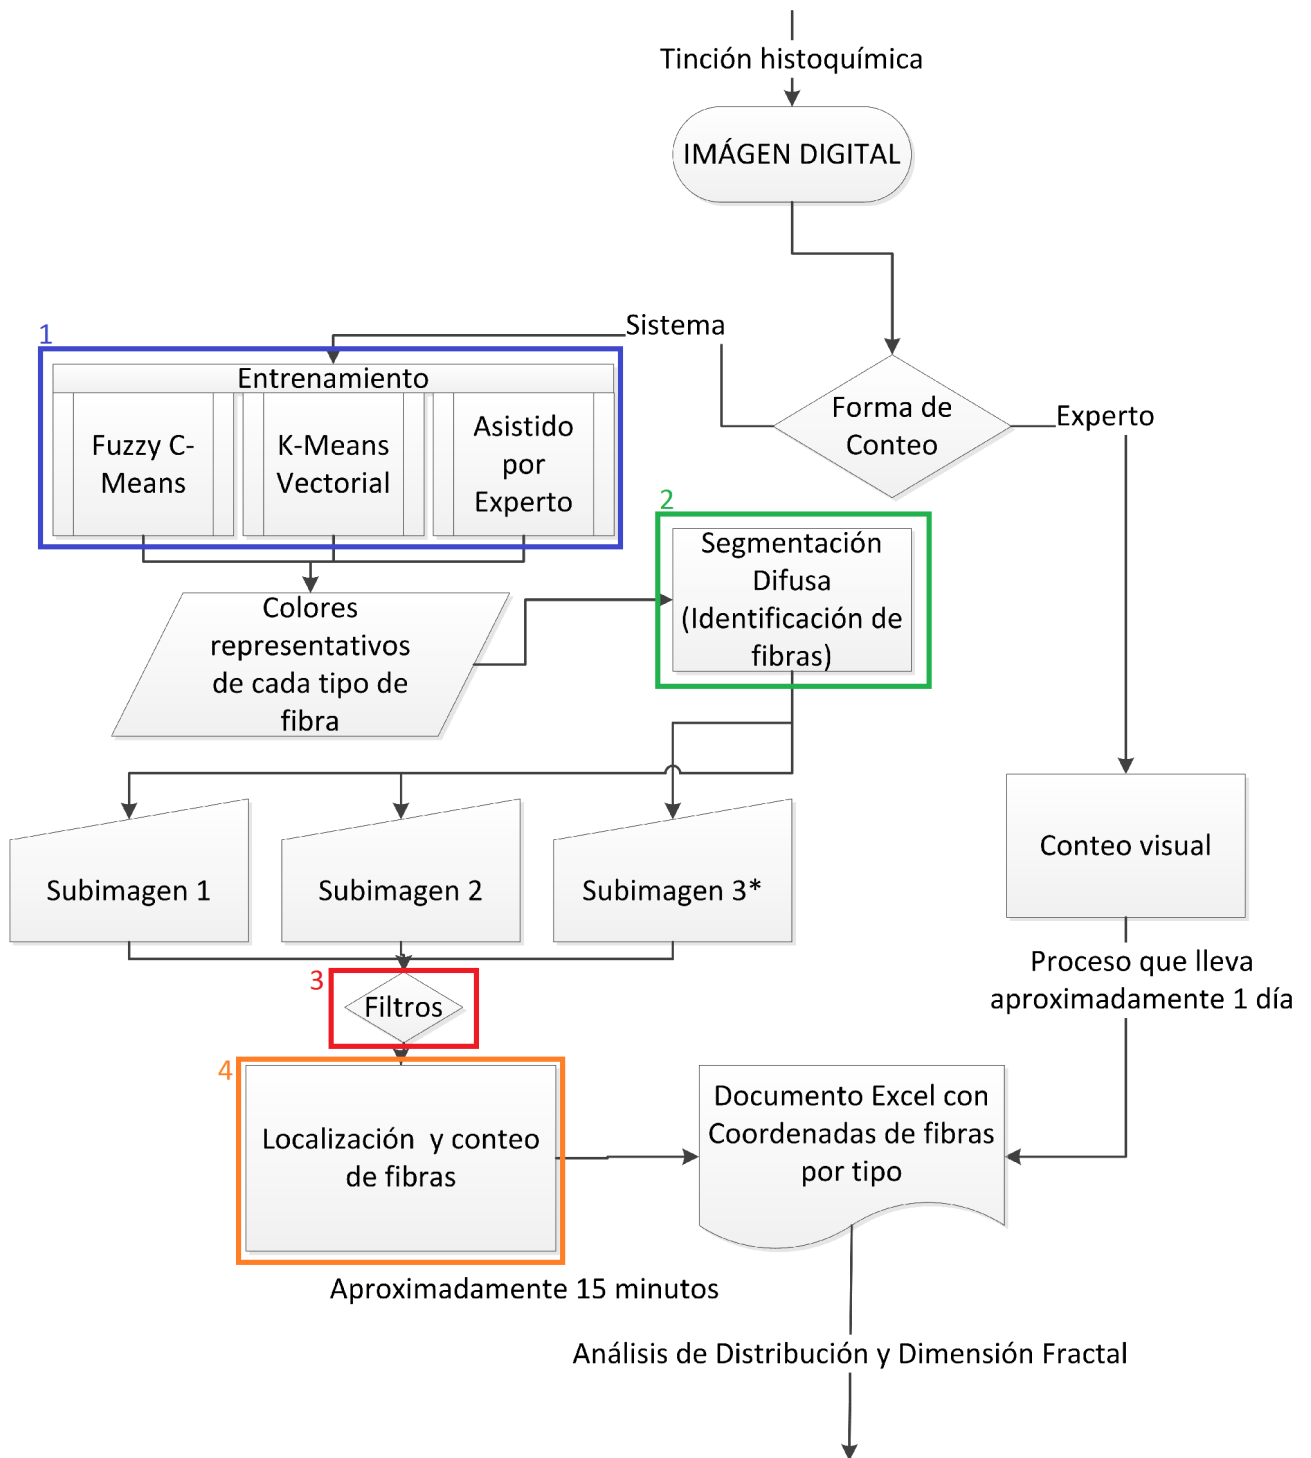 Tinción histoquímica
IMÁGEN DIGITAL
Sistema
1
Entrenamiento
Forma de
Conteo
Experto
Fuzzy C-
Means
K-Means
Vectorial
Asistido
por
Experto
2
Segmentación
Difusa
(Identificación de
fibras)
Colores
representativos
de cada tipo de
fibra
Subimagen 1
Subimagen 2
Subimagen 3*
Conteo visual
Proceso que lleva
aproximadamente 1 día
3
Filtros
4
Localización y conteo
de fibras
Documento Excel con
Coordenadas de fibras
por tipo
Aproximadamente 15 minutos
Análisis de Distribución y Dimensión Fractal